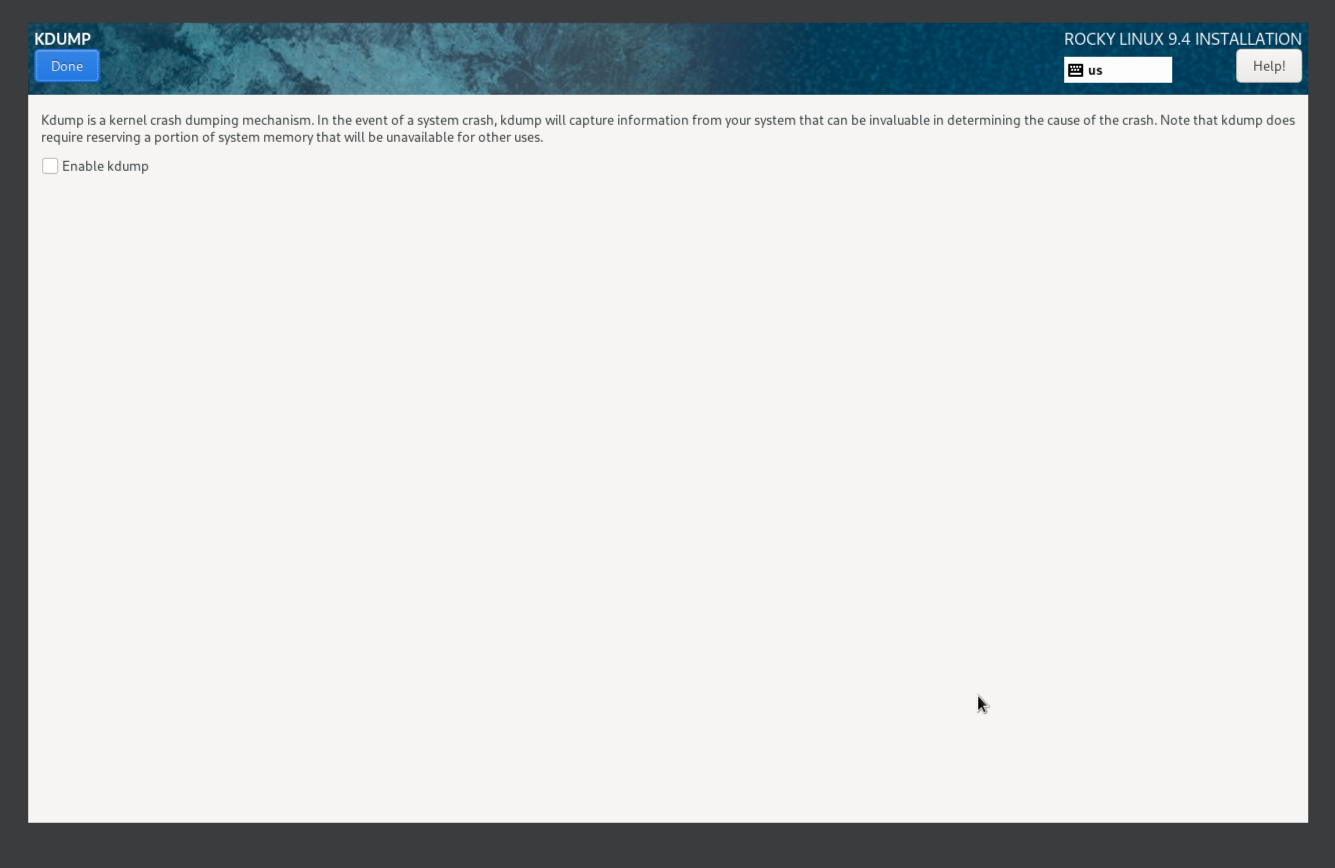 KDUMP
ROCKY LINUX 9.4 INSTALLATION
Done
us
Help!
Kdump is a kernel crash dumping mechanism. In the event of a system crash, kdump will capture information from your system that can be invaluable in determining the cause of the crash. Note that kdump does
require reserving a portion of system memory that will be unavailable for other uses.
Enable kdump